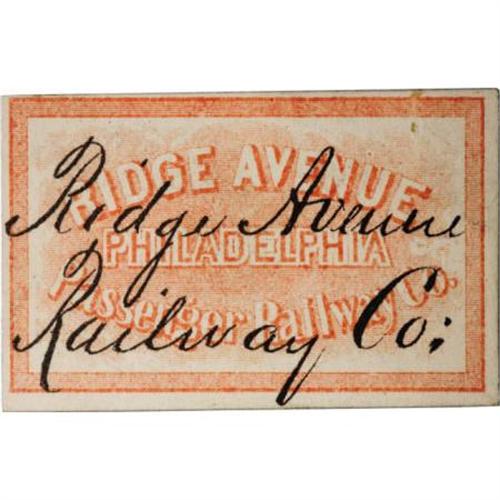 RIDGE AVENUE
Ridge Avenue
PHILADELPHIA
Passenger Railway Co.
Railway Co: